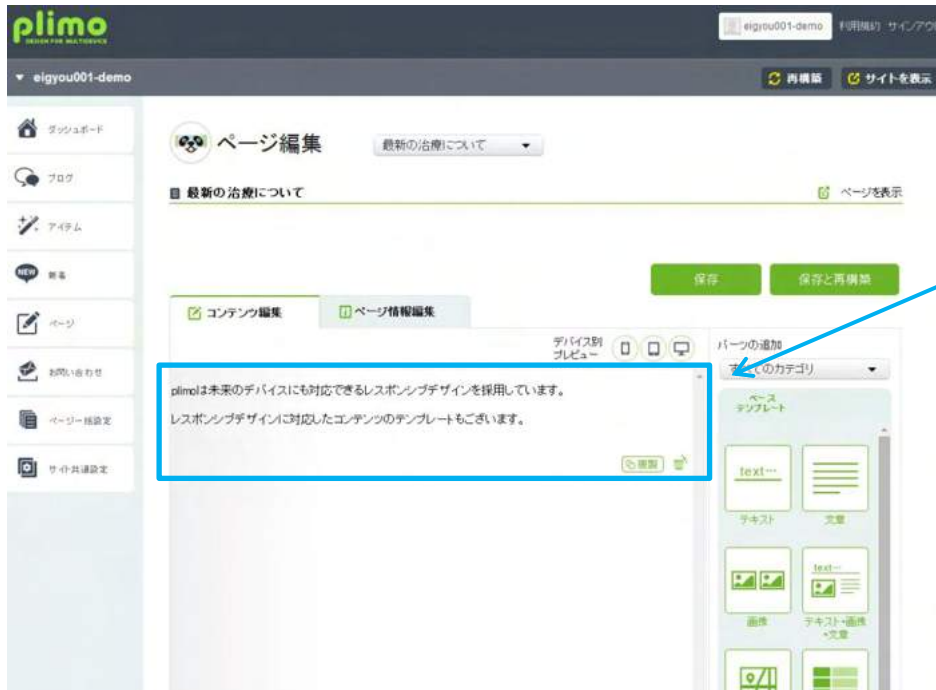 plimo
DESIGN FOR MULTIDEVICE
eigyou001-demo
利用規約 サインアウト
eigyou001-demo
再構築
サイトを表示
ダッシュボード
ブログ
アイテム
NEW
新着
ページ
お問い合わせ
ページ一括設定
サイト共通設定
ページ編集
最新の治療について
最新の治療について
ページを表示
保存
保存と再構築
コンテンツ編集
ページ情報編集
デバイス別
プレビュー
パーツの追加
すべてのカテゴリ
plimoは未来のデバイスにも対応できるレスポンシブデザインを採用しています。
レスポンシブデザインに対応したコンテンツのテンプレートもございます。
複製
ベース
テンプレート
text…
テキスト
文章
画像
text…
テキスト・画像
・文章